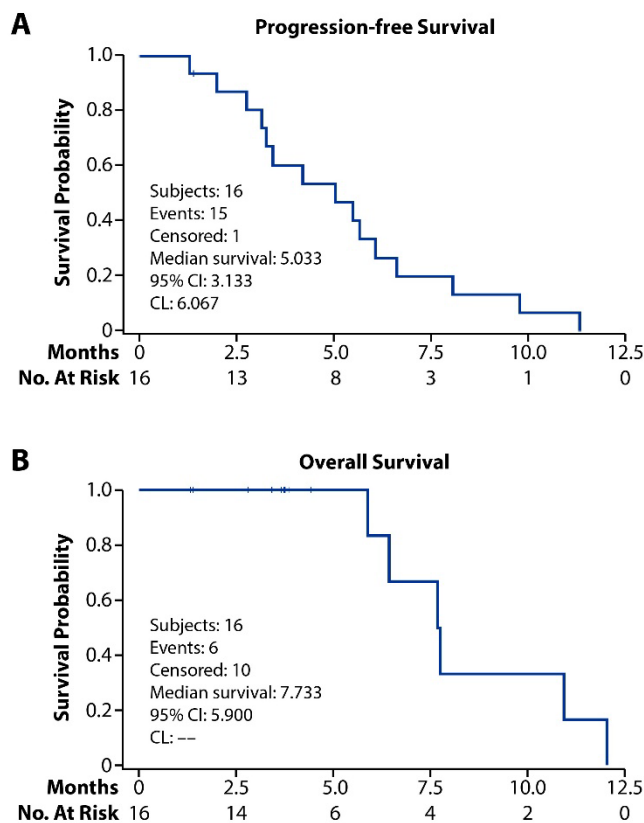 A
Progression-free Survival
Survival Probability
1.0
0.8
0.6
0.4
0.2
0
Subjects: 16
Events: 15
Censored: 1
Median survival: 5.033
95% CI: 3.133
CL: 6.067
Months 0 2.5 5.0 7.5 10.0 12.5
No. At Risk 16 13 8 3 1 0
B
Overall Survival
Survival Probability
1.0
0.8
0.6
0.4
0.2
0
Subjects: 16
Events: 6
Censored: 10
Median survival: 7.733
95% CI: 5.900
CL: ––
Months 0 2.5 5.0 7.5 10.0 12.5
No. At Risk 16 14 6 4 2 0